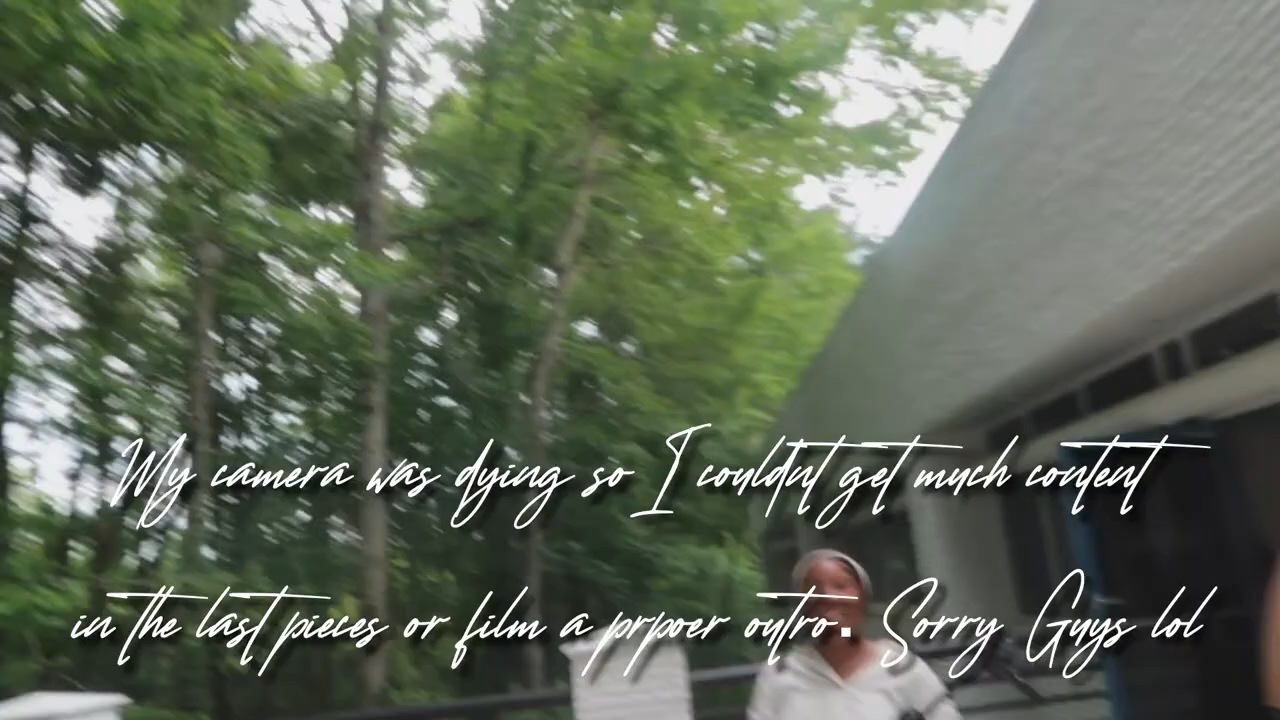 My camera was dying so I couldnt get much content
in the last pieces or film a prpoer outro. Sorry Guys lol